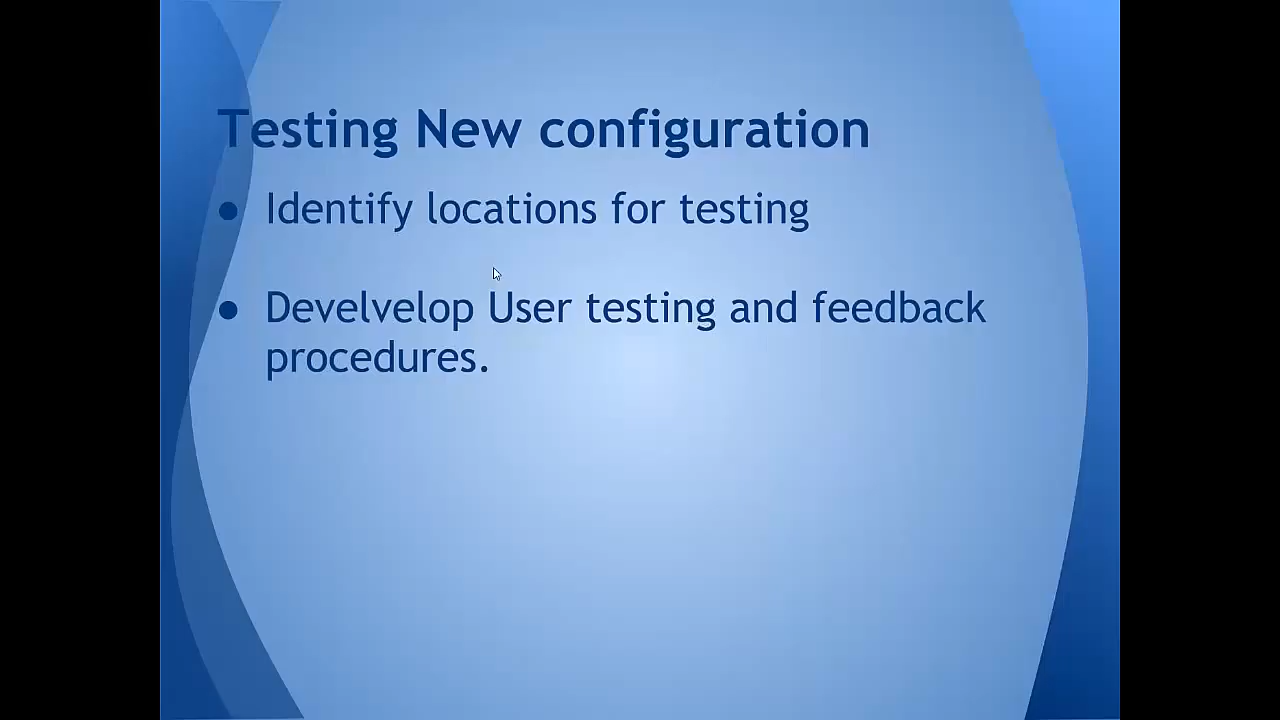 Testing New configuration
● Identify locations for testing
● Develvelop User testing and feedback
procedures.